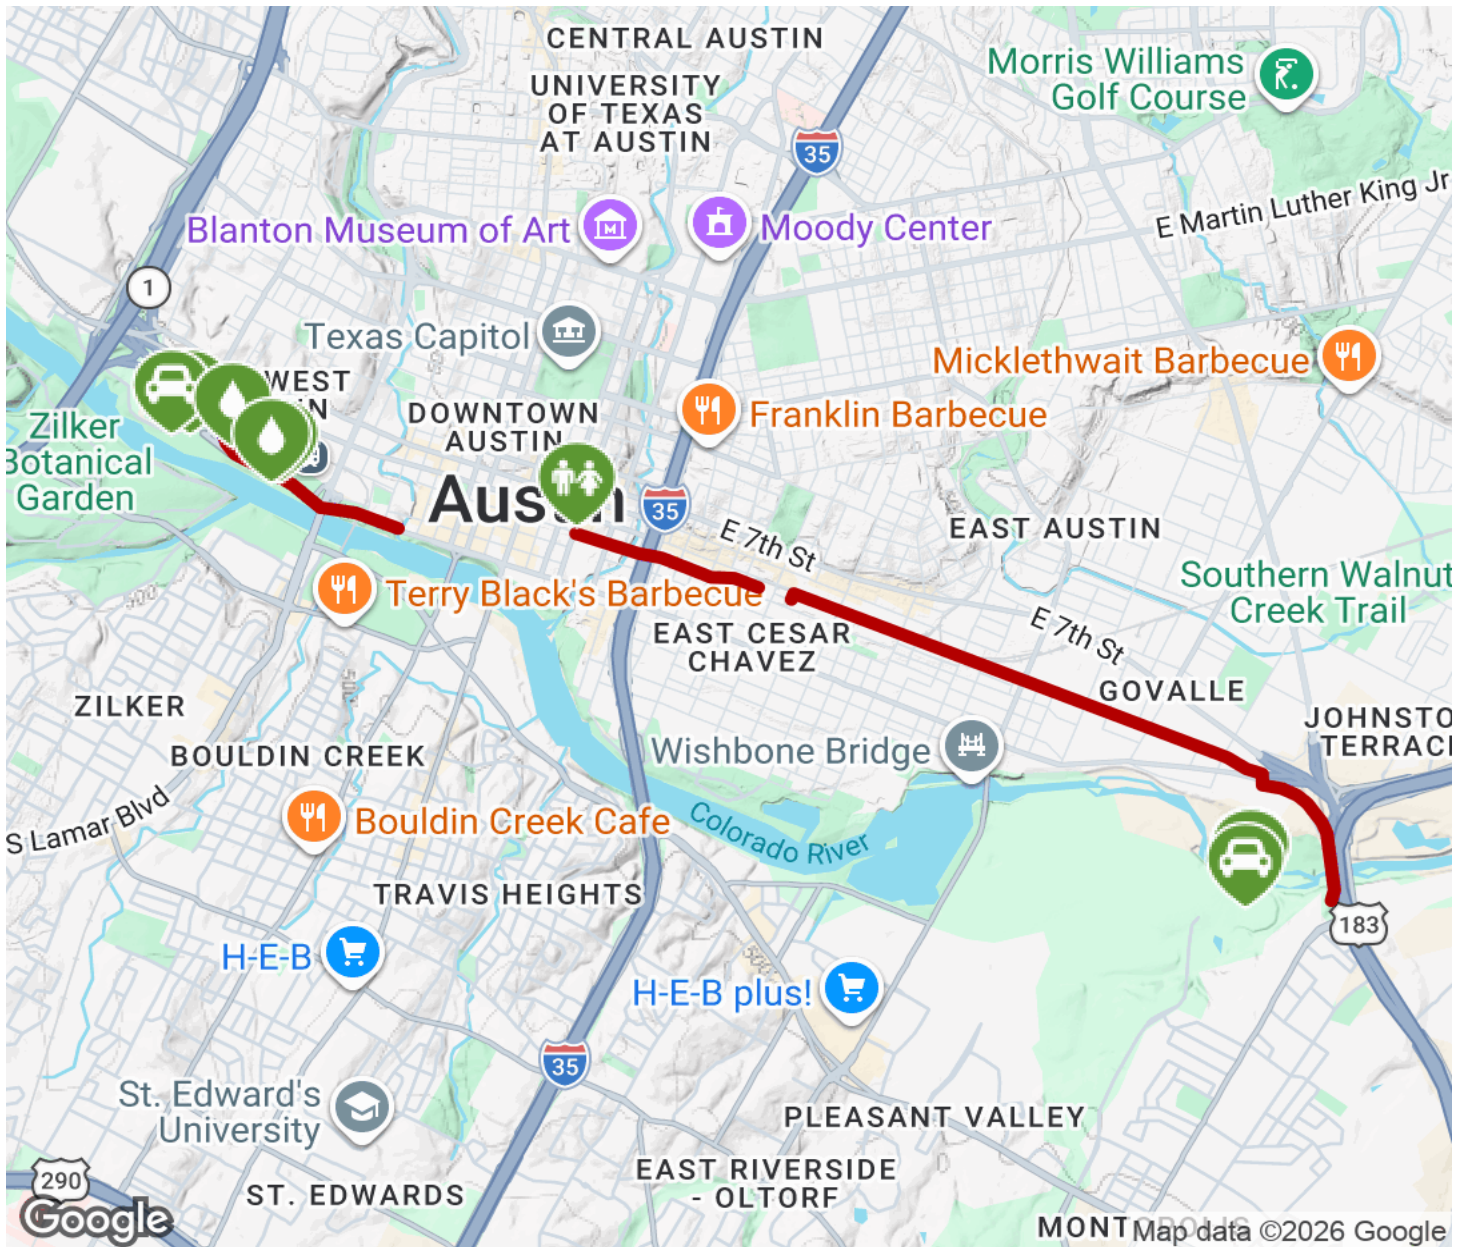 CENTRAL AUSTIN
UNIVERSITY
OF TEXAS
AT AUSTIN
Morris Williams
Golf Course
35
E Martin Luther King Jr
Blanton Museum of Art
Moody Center
1
Texas Capitol
Micklethwait Barbecue
WEST
DOWNTOWN
AUSTIN
Franklin Barbecue
Zilker
Botanical
Garden
Austin
35
E 7th St
EAST AUSTIN
Southern Walnut
Creek Trail
Terry Black's Barbecue
E 7th St
EAST CESAR
CHAVEZ
GOVALLE
ZILKER
JOHNSTO
TERRAC
BOULDIN CREEK
Wishbone Bridge
S Lamar Blvd
Bouldin Creek Cafe
Colorado River
TRAVIS HEIGHTS
183
H-E-B
H-E-B plus!
35
St. Edward's
University
PLEASANT VALLEY
290
ST. EDWARDS
EAST RIVERSIDE
- OLTORF
Google
MONT
Map data ©2026 Google